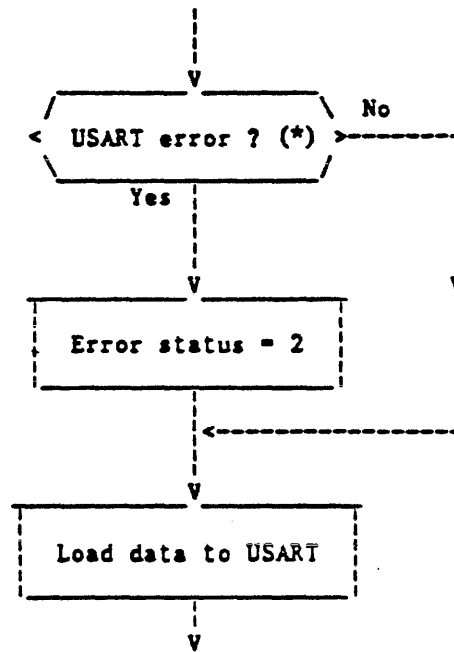 USART error ? (*)
No
Yes
Error status = 2
Load data to USART